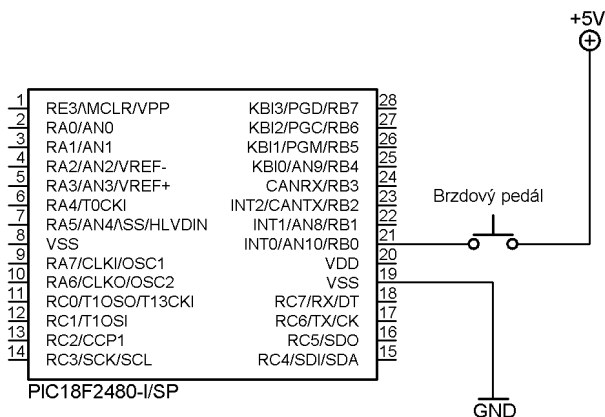 +5V
1 RE3/\MCLR/VPP KBI3/PGD/RB7 28
2 RA0/AN0 KBI2/PGC/RB6 27
3 RA1/AN1 KBI1/PGM/RB5 26
4 RA2/AN2/VREF- KBI0/AN9/RB4 25
5 RA3/AN3/VREF+ CANRX/RB3 24
6 RA4/T0CKI INT2/CANTX/RB2 23
7 RA5/AN4/\SS/HLVDIN INT1/AN8/RB1 22
8 VSS INT0/AN10/RB0 21
9 RA7/CLKI/OSC1 VDD 20
10 RA6/CLKO/OSC2 VSS 19
11 RC0/T1OSO/T13CKI RC7/RX/DT 18
12 RC1/T1OSI RC6/TX/CK 17
13 RC2/CCP1 RC5/SDO 16
14 RC3/SCK/SCL RC4/SDI/SDA 15
PIC18F2480-I/SP
Brzdový pedál
GND